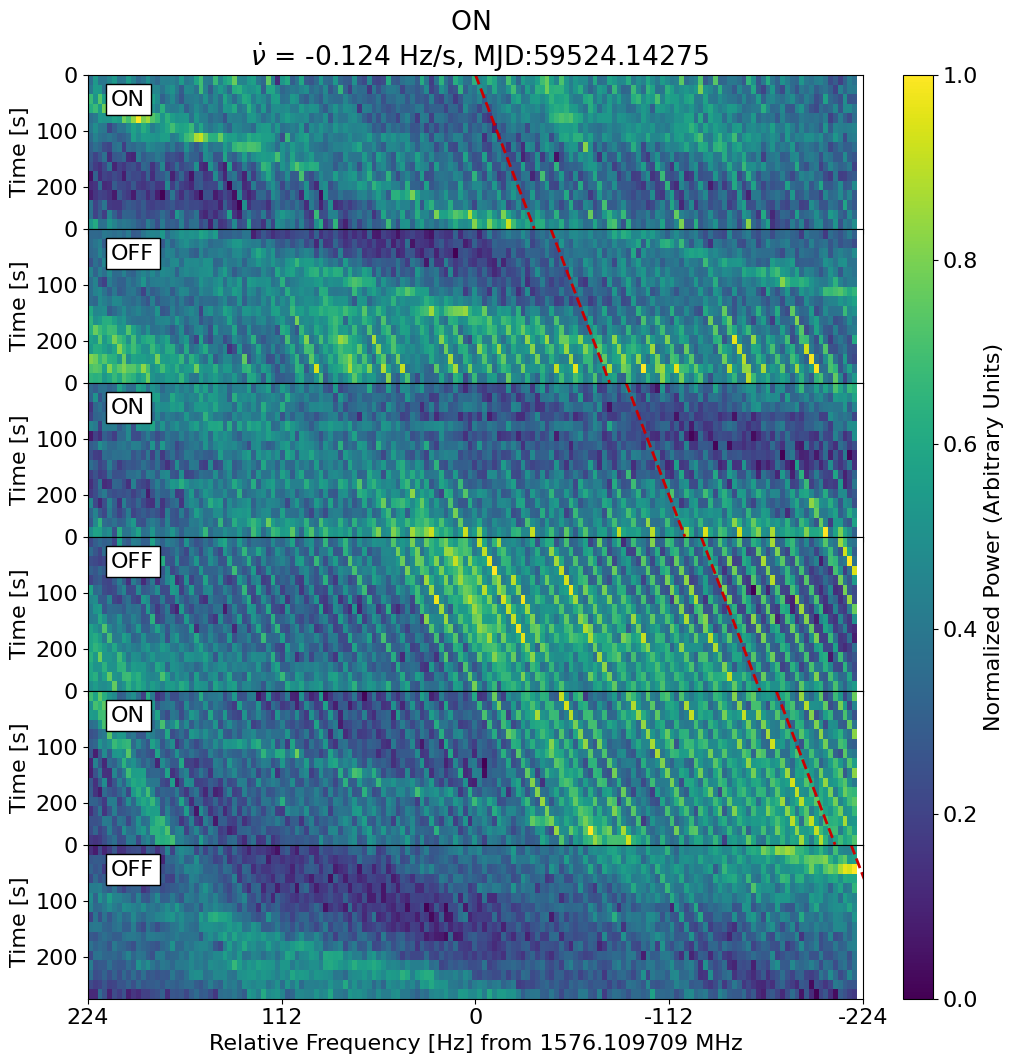 ON
ν̇ = -0.124 Hz/s, MJD:59524.14275
0
ON
100
200
Time [s]
0
OFF
100
200
Time [s]
0
ON
100
200
Time [s]
0
OFF
100
200
Time [s]
0
ON
100
200
Time [s]
0
OFF
100
200
Time [s]
224 112 0 -112 -224
Relative Frequency [Hz] from 1576.109709 MHz
1.0
0.8
0.6
0.4
0.2
0.0
Normalized Power (Arbitrary Units)